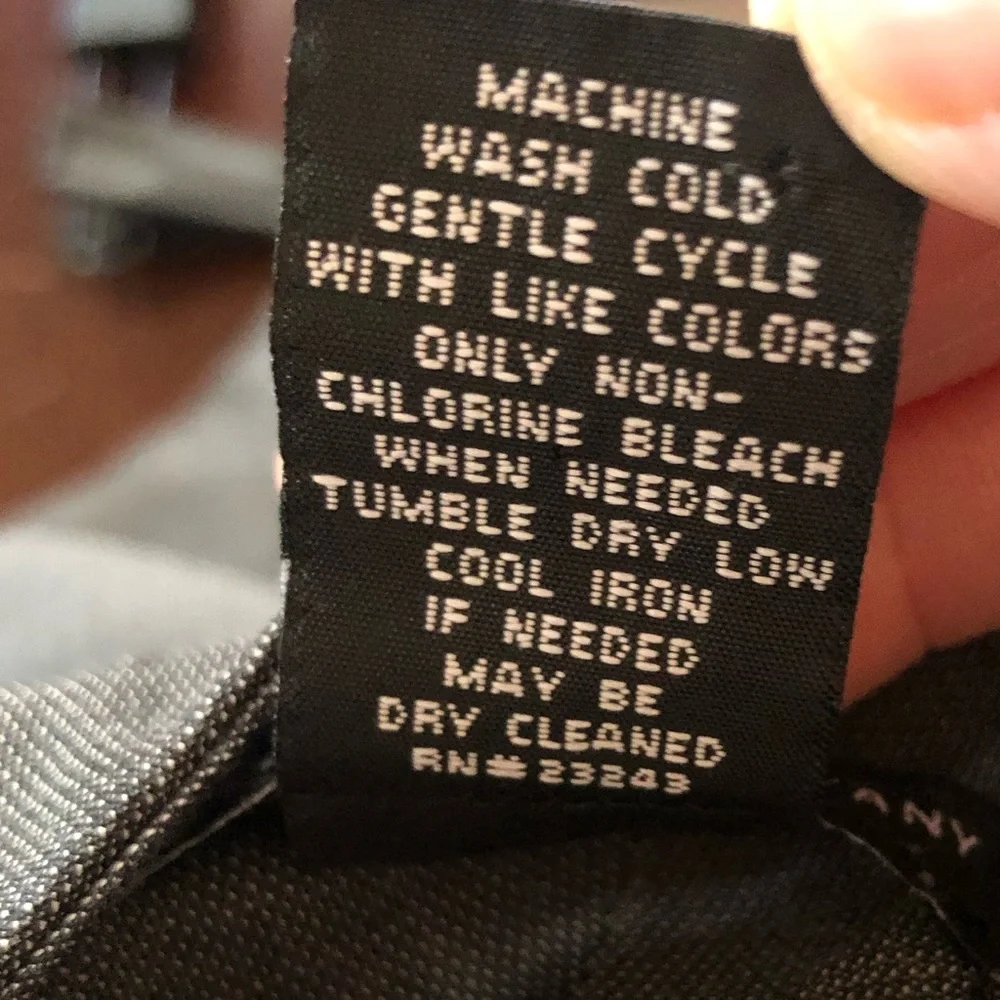 MACHINE
WASH COLD
GENTLE CYCLE
WITH LIKE COLORS
ONLY NON-
CHLORINE BLEACH
WHEN NEEDED
TUMBLE DRY LOW
COOL IRON
IF NEEDED
MAY BE
DRY CLEANED
RN#23243
ANY